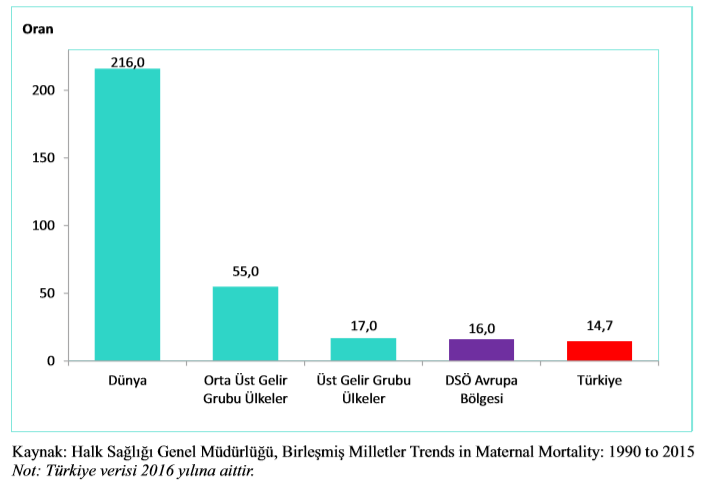 Oran
216,0
200
150
100
50
0
55,0
17,0
16,0
14,7
Dünya
Orta Üst Gelir
Grubu Ülkeler
Üst Gelir Grubu
Ülkeler
DSÖ Avrupa
Bölgesi
Türkiye
Kaynak: Halk Sağlığı Genel Müdürlüğü, Birleşmiş Milletler Trends in Maternal Mortality: 1990 to 2015
Not: Türkiye verisi 2016 yılına aittir.